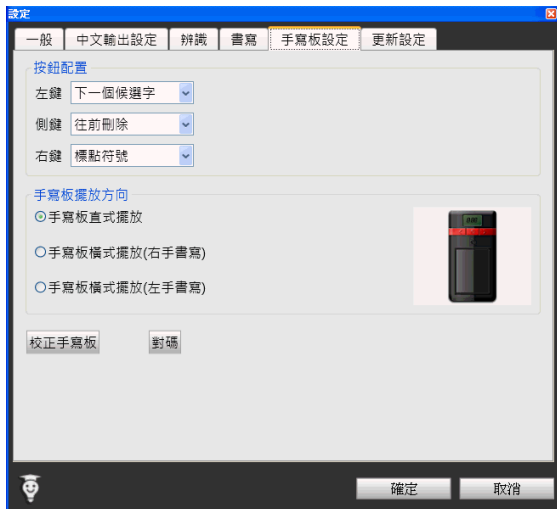 設定
一般 中文輸出設定 辨識 書寫 手寫板設定 更新設定
按鈕配置
左鍵 下一個候選字
側鍵 往前刪除
右鍵 標點符號
手寫板擺放方向
手寫板直式擺放
手寫板橫式擺放(右手書寫)
手寫板橫式擺放(左手書寫)
校正手寫板 對碼
確定 取消